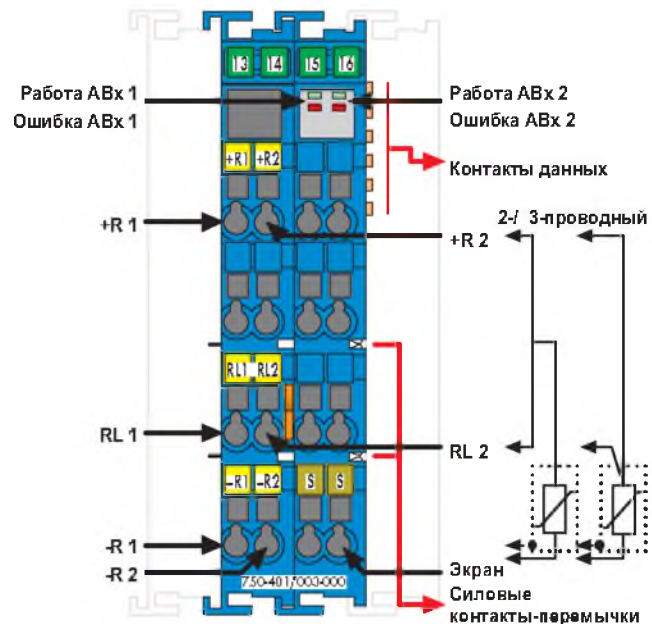 13 14 15 16
Работа АВх 1
Ошибка АВх 1
Работа АВх 2
Ошибка АВх 2
+R1 +R2
Контакты данных
2-/ 3-проводный
+R 1
+R 2
RL1 RL2
RL 1
RL 2
-R1 -R2 S S
-R 1
-R 2
750-481/003-000
Экран
Силовые
контакты-перемычки